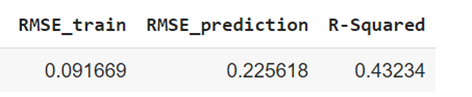 RMSE_train RMSE_prediction R-Squared
0.091669 0.225618 0.43234